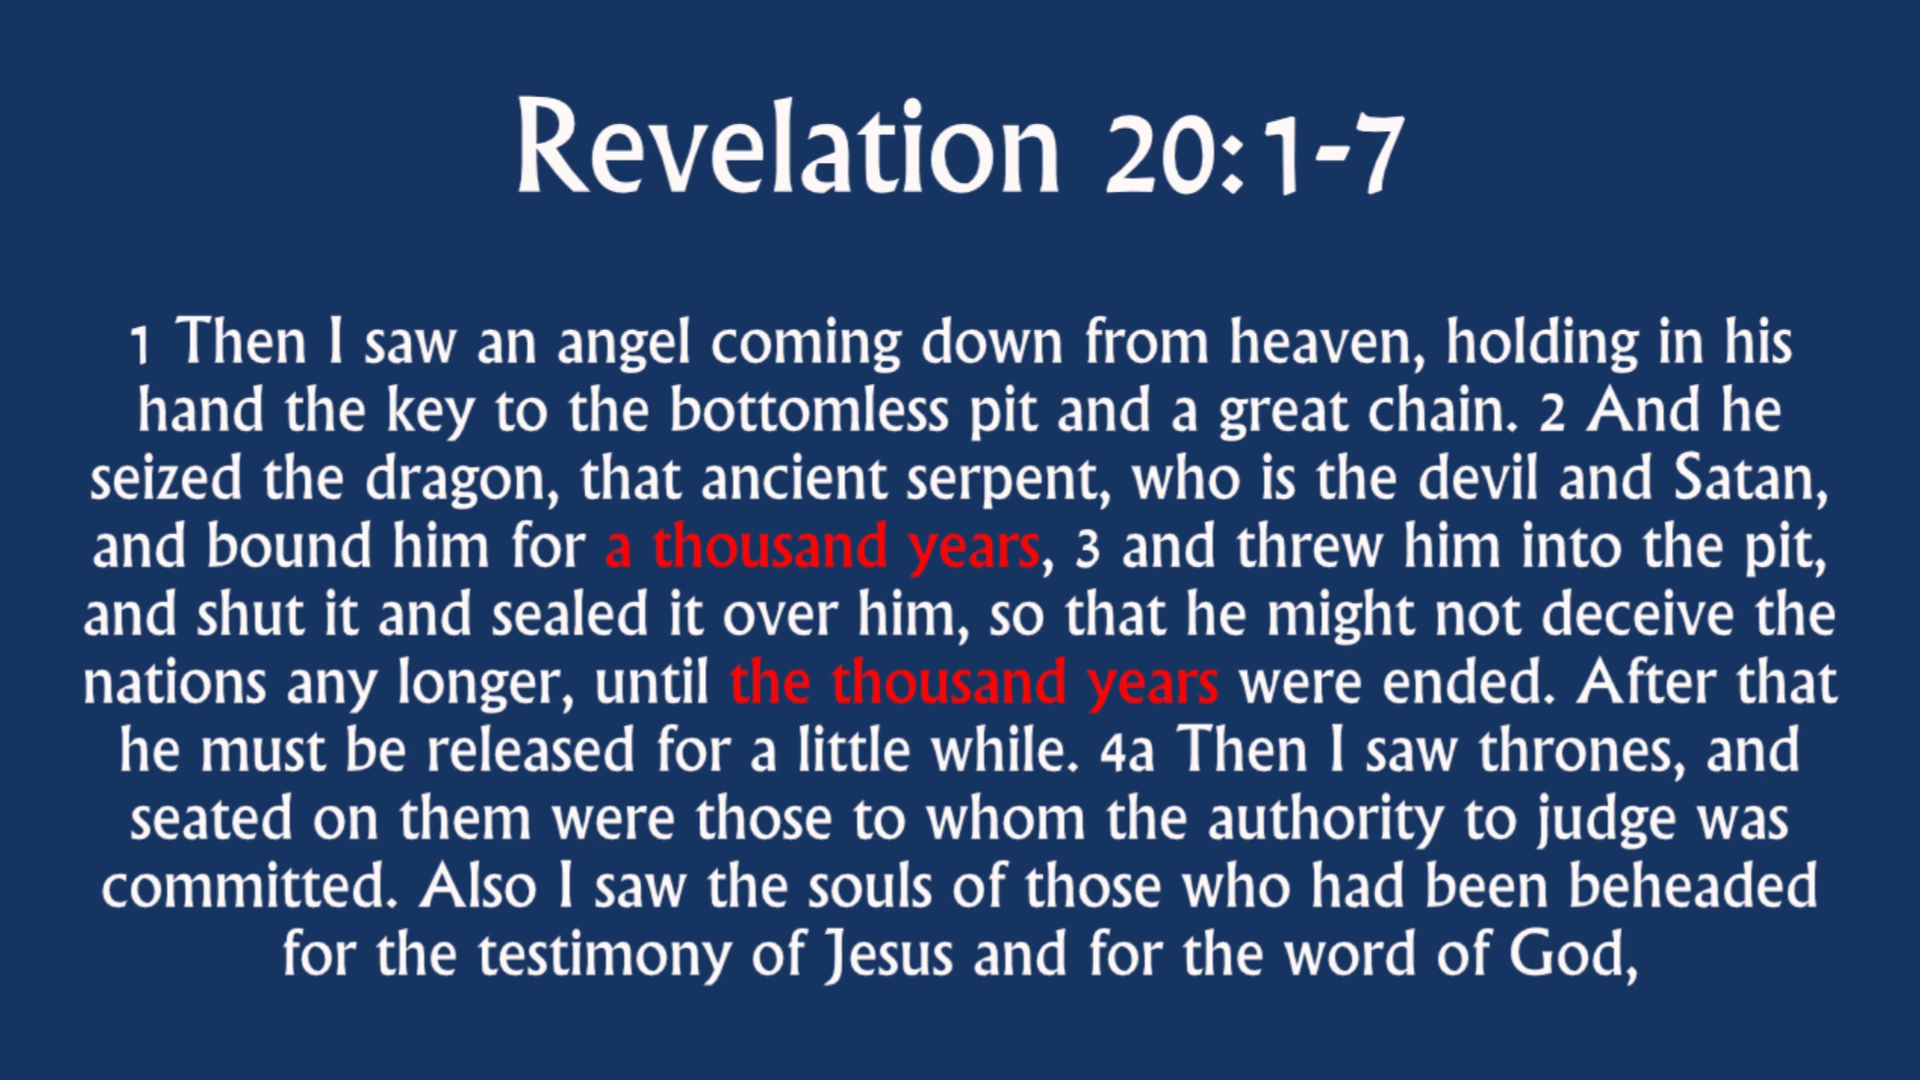 Revelation 20:1-7
1 Then I saw an angel coming down from heaven, holding in his
hand the key to the bottomless pit and a great chain. 2 And he
seized the dragon, that ancient serpent, who is the devil and Satan,
and bound him for a thousand years, 3 and threw him into the pit,
and shut it and sealed it over him, so that he might not deceive the
nations any longer, until the thousand years were ended. After that
he must be released for a little while. 4a Then I saw thrones, and
seated on them were those to whom the authority to judge was
committed. Also I saw the souls of those who had been beheaded
for the testimony of Jesus and for the word of God,